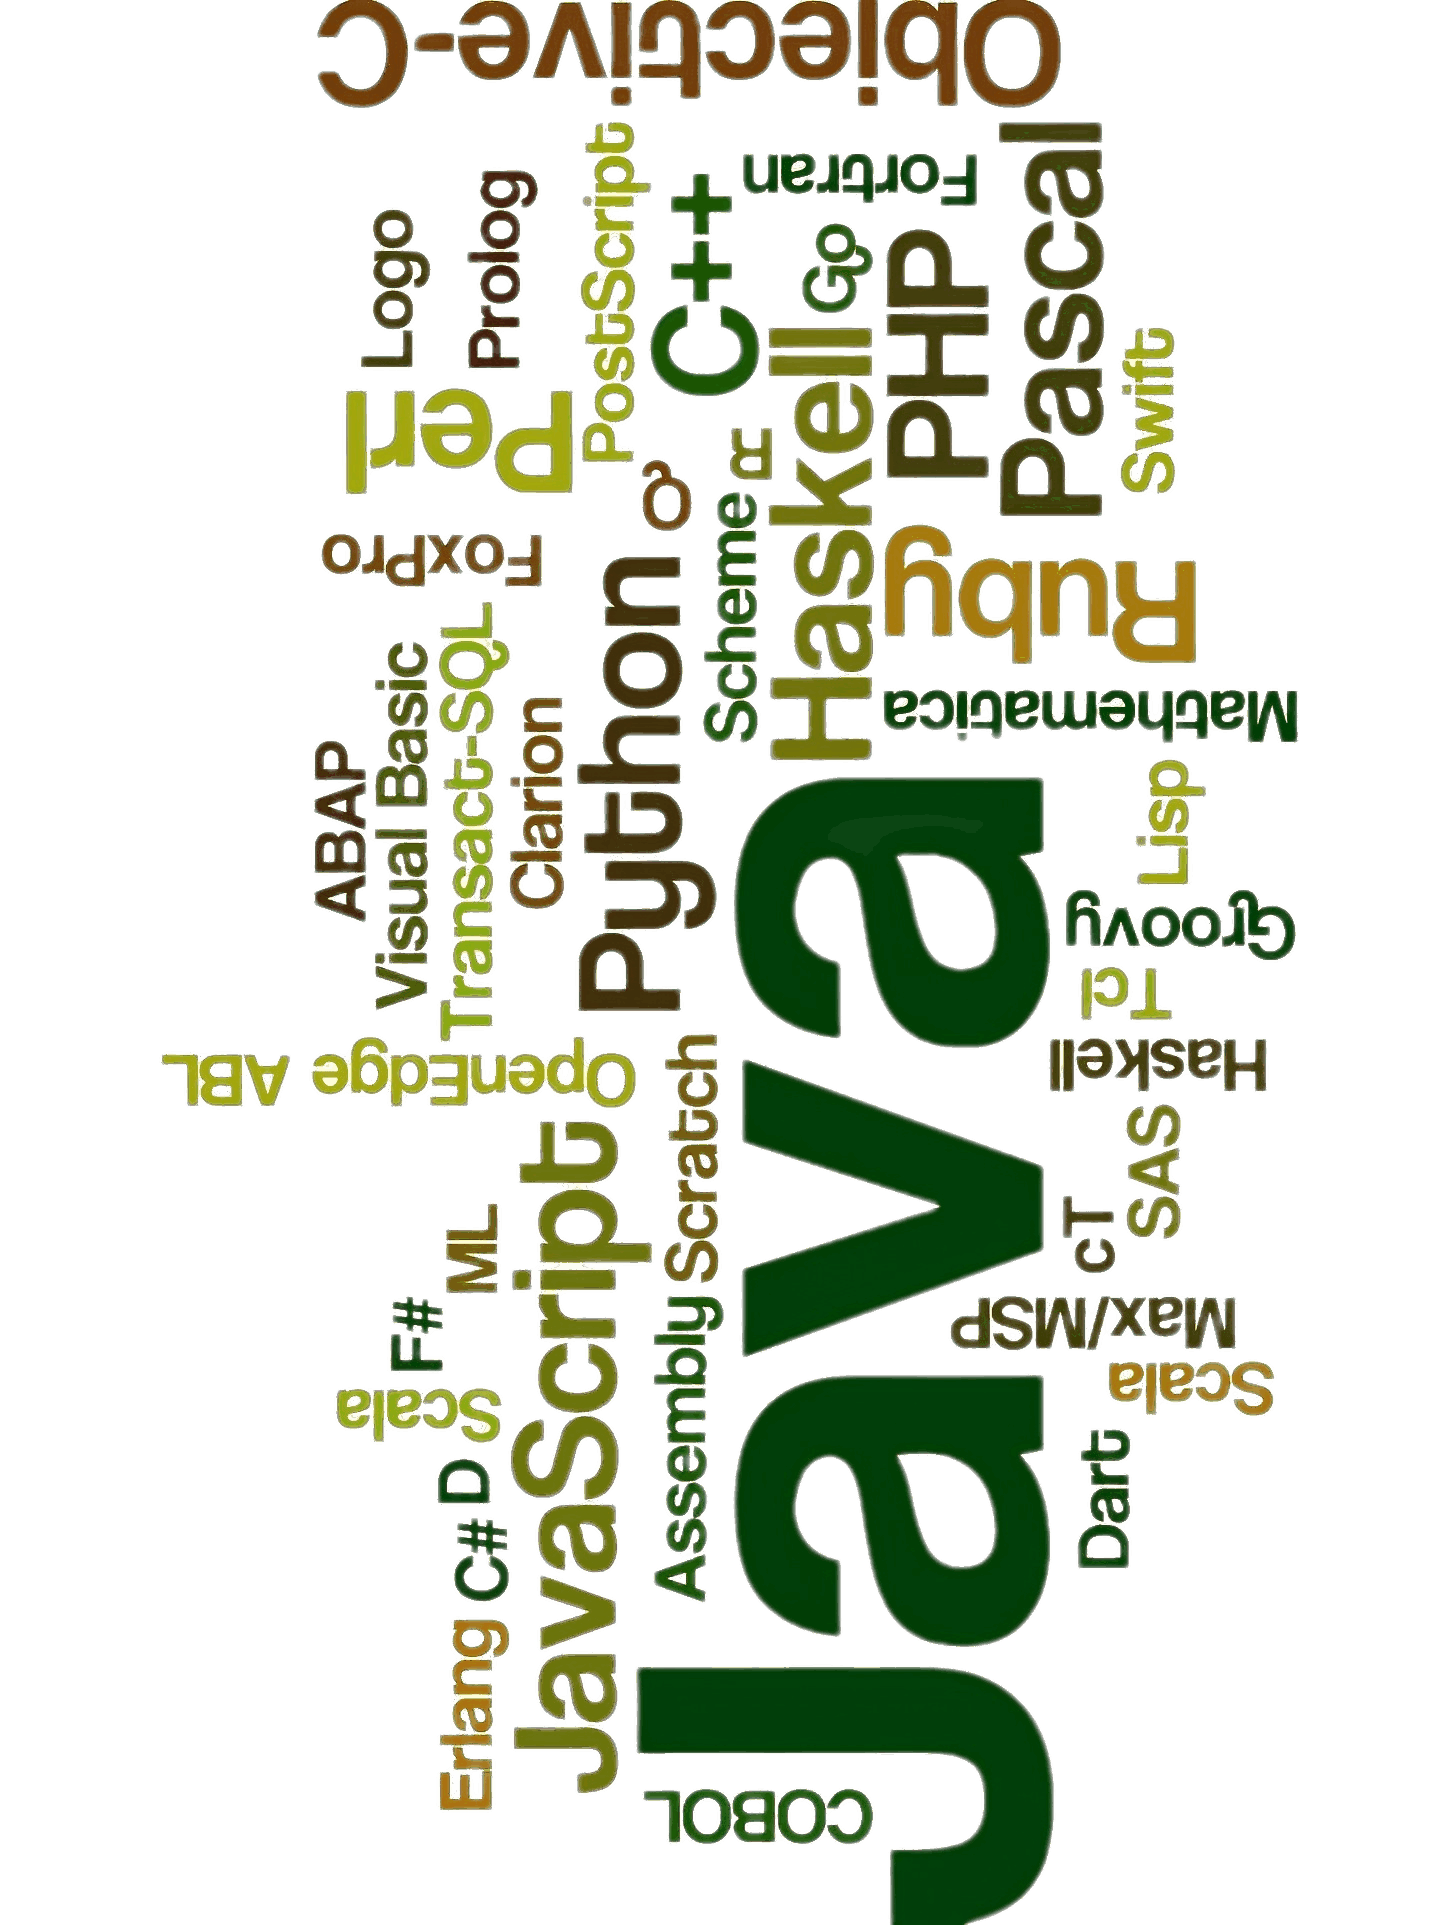 Objective-C
Fortran
Logo
Prolog
PostScript
C++
Go
PHP
Pascal
Swift
Perl
Q
R
Scheme
Haskell
FoxPro
Ruby
Mathematica
ABAP
Visual Basic
Transact-SQL
Clarion
Python
Java
Lisp
Groovy
Tcl
Haskell
OpenEdge ABL
Scratch
SAS
cT
Max/MSP
Scala
Dart
JavaScript
ML
F#
Scala
D
C#
Erlang
Assembly
COBOL